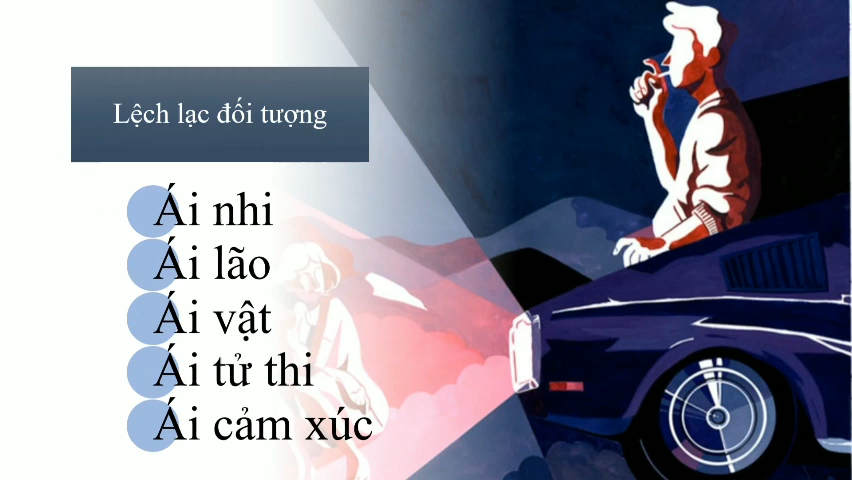 Lệch lạc đối tượng
Ái nhi
Ái lão
Ái vật
Ái tử thi
Ái cảm xúc